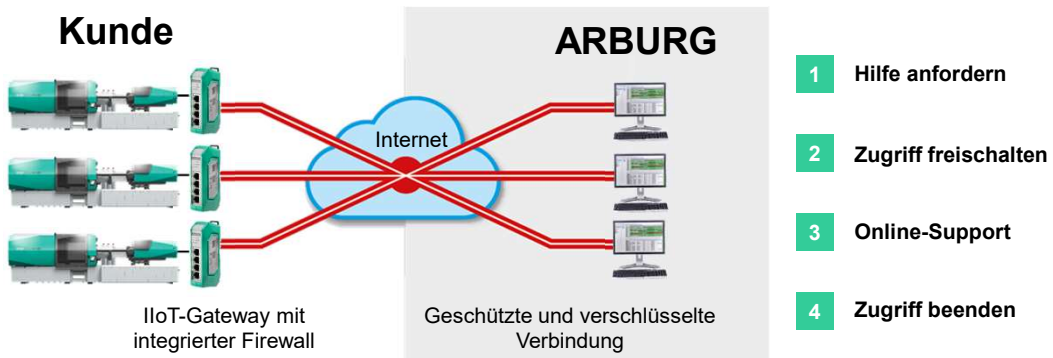 Kunde
ARBURG
Internet
IIoT-Gateway mit
integrierter Firewall
Geschützte und verschlüsselte
Verbindung
1 Hilfe anfordern
2 Zugriff freischalten
3 Online-Support
4 Zugriff beenden